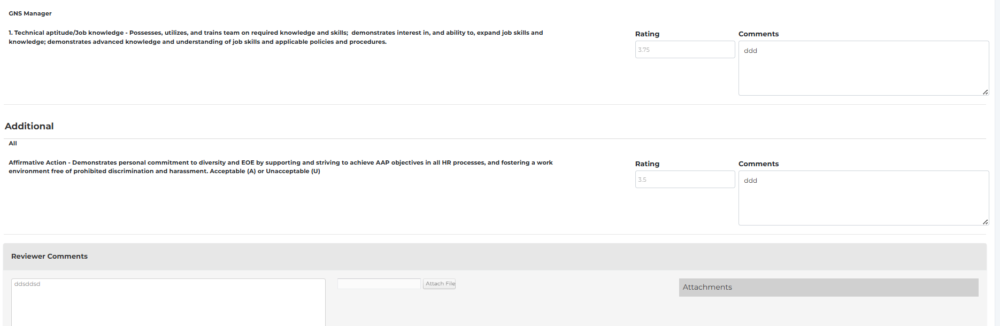 GNS Manager
1. Technical aptitude/Job knowledge - Possesses, utilizes, and trains team on required knowledge and skills;  demonstrates interest in, and ability to, expand job skills and
knowledge; demonstrates advanced knowledge and understanding of job skills and applicable policies and procedures.
Rating
3.75
Comments
ddd
Additional
All
Affirmative Action - Demonstrates personal commitment to diversity and EOE by supporting and striving to achieve AAP objectives in all HR processes, and fostering a work
environment free of prohibited discrimination and harassment. Acceptable (A) or Unacceptable (U)
Rating
3.5
Comments
ddd
Reviewer Comments
ddsddsd
Attach File
Attachments